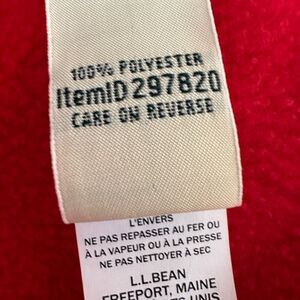 100% POLYESTER
ItemID 297820
CARE ON REVERSE
L'ENVERS
NE PAS REPASSER AU FER OU
À LA VAPEUR OU À LA PRESSE
NE PAS NETTOYER À SEC
L.L.BEAN
FREEPORT, MAINE
UNIS